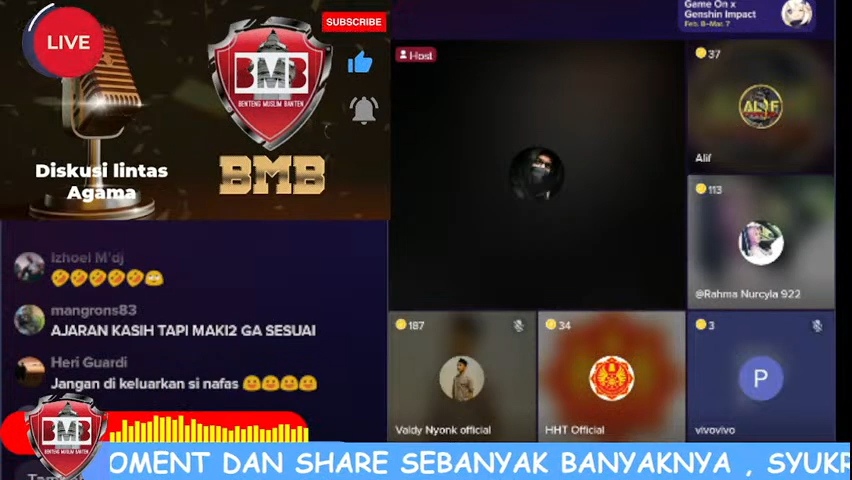 LIVE
SUBSCRIBE
BMB
BENTENG MUSLIM BANTEN
BMB
Diskusi lintas
Agama
Izhoel M'dj
mangrons83
AJARAN KASIH TAPI MAKI2 GA SESUAI
Heri Guardi
Jangan di keluarkan si nafas
Host
Game On x
Genshin Impact
Feb. 8–Mar. 7
37
ALIF
Alif
113
@Rahma Nurcyla 922
187
Valdy Nyonk official
34
HHT Official
3
P
vivovivo
BMB
OMENT DAN SHARE SEBANYAK BANYAKNYA , SYUKR